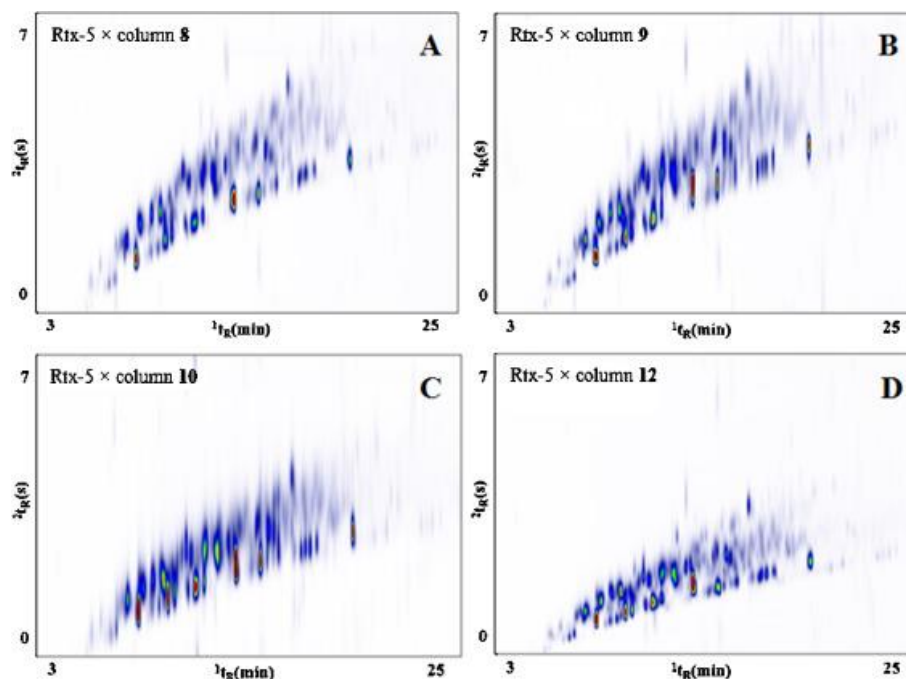 7
Rtx-5 × column 8
A
²tR(s)
0
3
¹tR(min)
25
7
Rtx-5 × column 9
B
²tR(s)
0
3
¹tR(min)
25
7
Rtx-5 × column 10
C
²tR(s)
0
3
¹tR(min)
25
7
Rtx-5 × column 12
D
²tR(s)
0
3
¹tR(min)
25